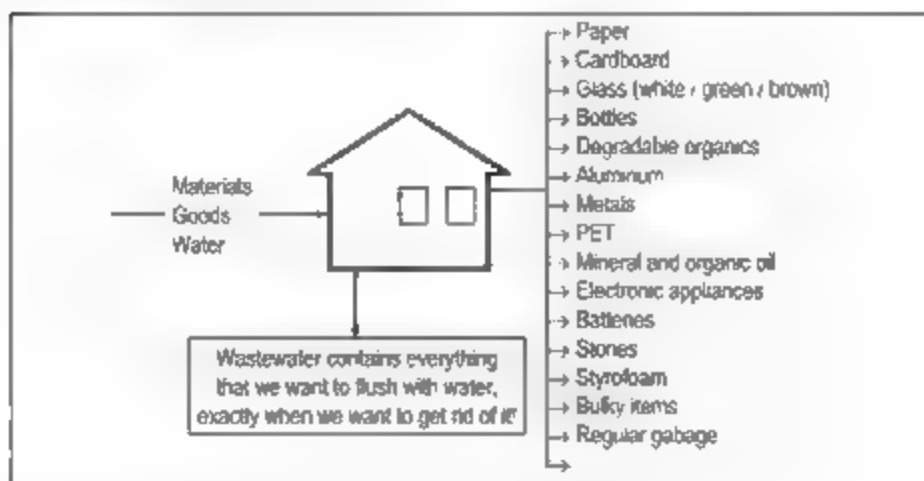 Materials
Goods
Water
Paper
Cardboard
Glass (white / green / brown)
Bottles
Degradable organics
Aluminum
Metals
PET
Mineral and organic oil
Electronic appliances
Batteries
Stones
Styrofoam
Bulky items
Regular gabage
Wastewater contains everything
that we want to flush with water,
exactly when we want to get rid of it!